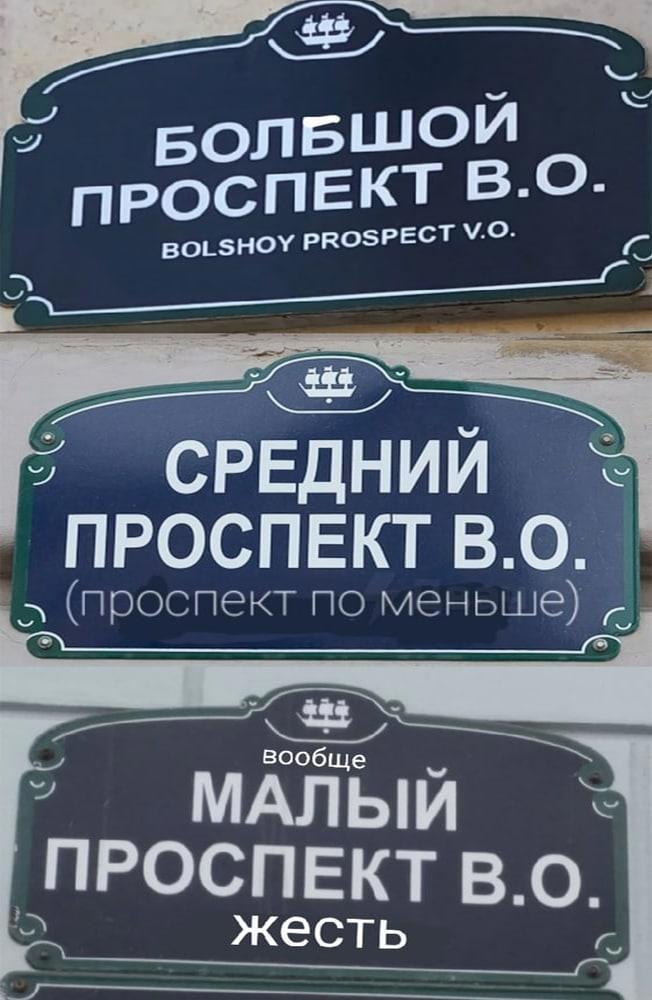 БОЛБШОЙ
ПРОСПЕКТ В.О.
BOLSHOY PROSPECT V.O.
СРЕДНИЙ
ПРОСПЕКТ В.О.
(проспект по меньше)
вообще
МАЛЫЙ
ПРОСПЕКТ В.О.
жесть